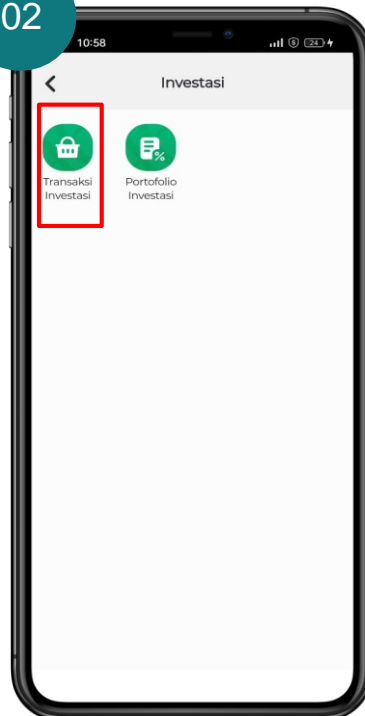 02
10:58
24
Investasi
Transaksi
Investasi
%
Portofolio
Investasi